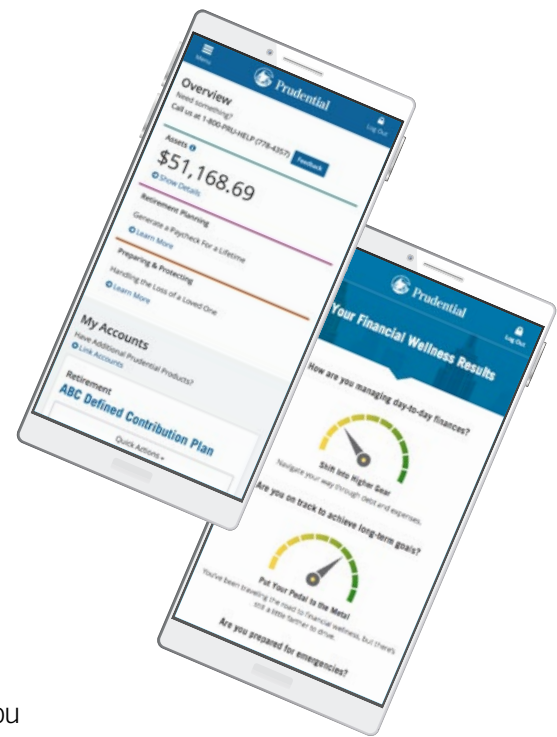 Menu
Prudential
Log Out
Overview
Need something?
Call us at 1-800-PRU-HELP (778-4357)
Feedback
Assets
$51,168.69
Show Details
Retirement Planning
Generate a Paycheck For a Lifetime
Learn More
Preparing & Protecting
Handling the Loss of a Loved One
Learn More
My Accounts
Have Additional Prudential Products?
Link Accounts
Retirement
ABC Defined Contribution Plan
Quick Actions
Prudential
Log Out
Your Financial Wellness Results
How are you managing day-to-day finances?
Shift Into Higher Gear
Navigate your way through debt and expenses.
Are you on track to achieve long-term goals?
Put Your Pedal to the Metal
You've been traveling the road to financial wellness, but there's
still a little farther to drive.
Are you prepared for emergencies?